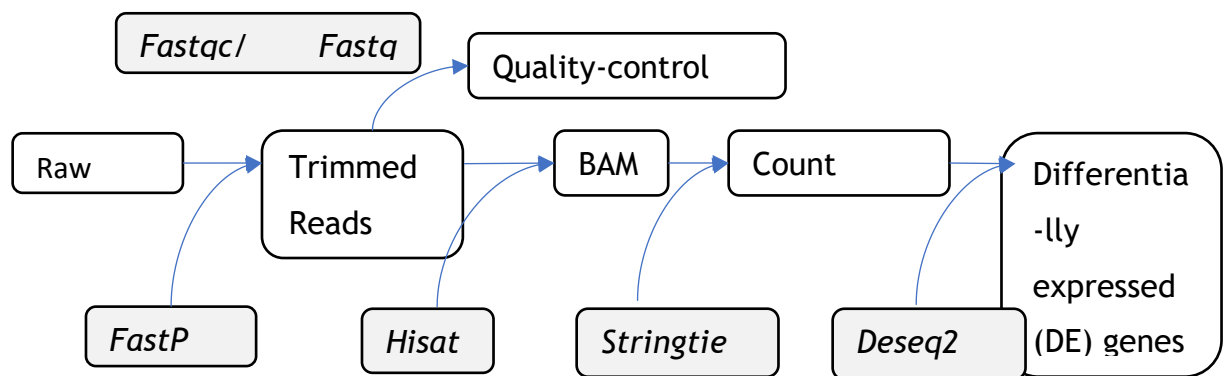 Fastqc/ Fastq
Quality-control
Raw
Trimmed
Reads
BAM
Count
Differentia
-lly
expressed
(DE) genes
FastP
Hisat
Stringtie
Deseq2